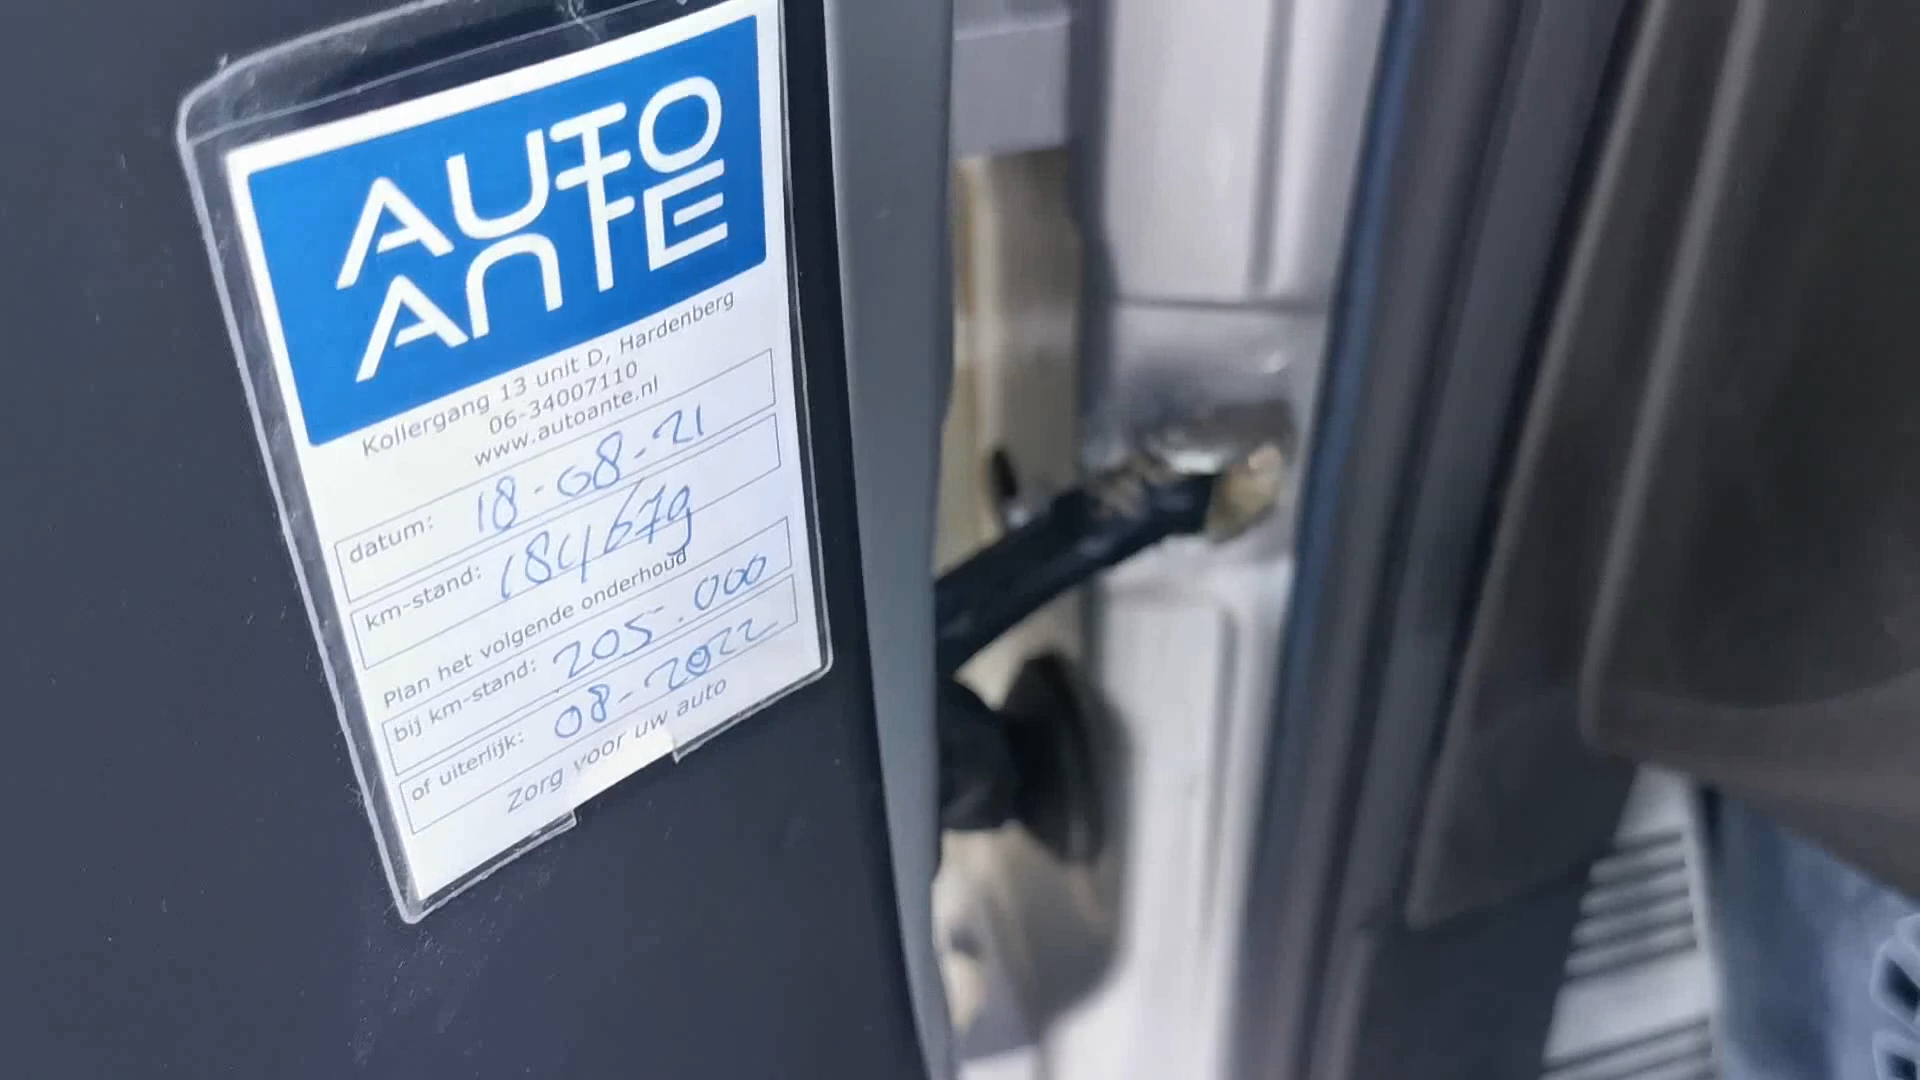 AUTO
ANTE
Kollergang 13 unit D, Hardenberg
06-34007110
www.autoante.nl
datum: 18-08-21
km-stand: 184679
Plan het volgende onderhoud
bij km-stand: 205.000
of uiterlijk: 08-2022
Zorg voor uw auto